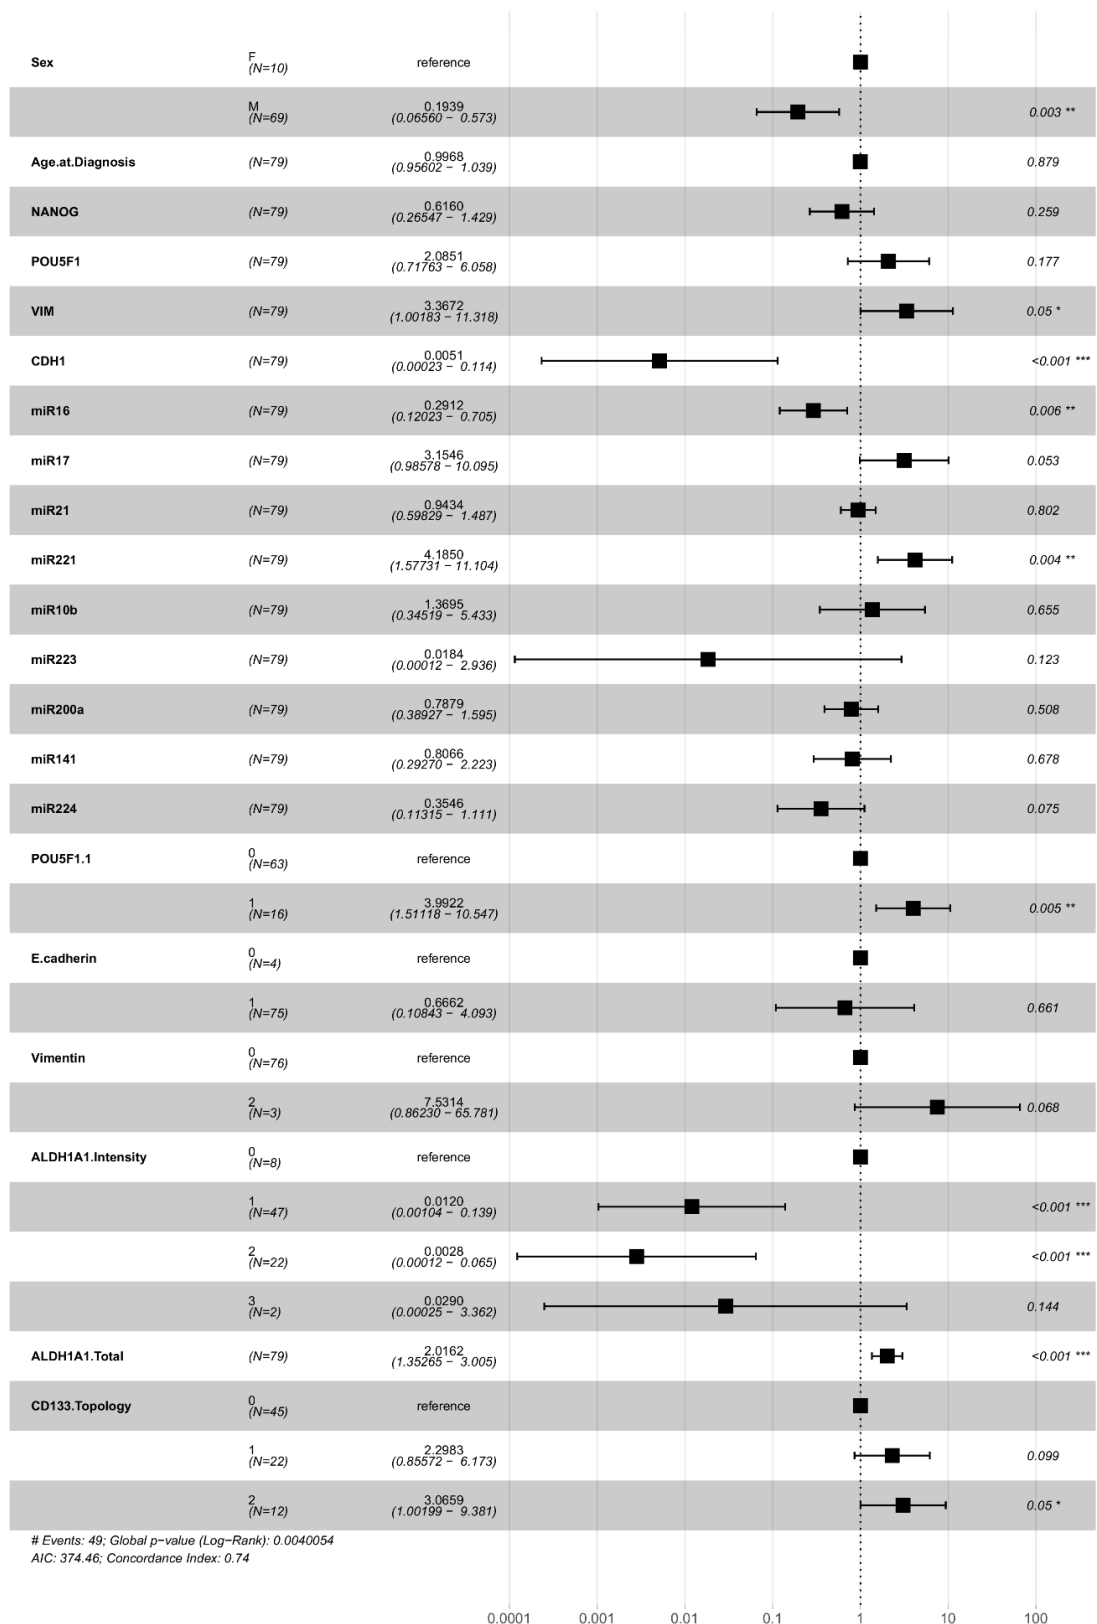 Sex F reference
(N=10)
M 0.1939 0.003 **
(N=69) (0.06560 − 0.573)
Age.at.Diagnosis (N=79) 0.9968 0.879
(0.95602 − 1.039)
NANOG (N=79) 0.6160 0.259
(0.26547 − 1.429)
POU5F1 (N=79) 2.0851 0.177
(0.71763 − 6.058)
VIM (N=79) 3.3672 0.05 *
(1.00183 − 11.318)
CDH1 (N=79) 0.0051 <0.001 ***
(0.00023 − 0.114)
miR16 (N=79) 0.2912 0.006 **
(0.12023 − 0.705)
miR17 (N=79) 3.1546 0.053
(0.98578 − 10.095)
miR21 (N=79) 0.9434 0.802
(0.59829 − 1.487)
miR221 (N=79) 4.1850 0.004 **
(1.57731 − 11.104)
miR10b (N=79) 1.3695 0.655
(0.34519 − 5.433)
miR223 (N=79) 0.0184 0.123
(0.00012 − 2.936)
miR200a (N=79) 0.7879 0.508
(0.38927 − 1.595)
miR141 (N=79) 0.8066 0.678
(0.29270 − 2.223)
miR224 (N=79) 0.3546 0.075
(0.11315 − 1.111)
POU5F1.1 0 reference
(N=63)
1 3.9922 0.005 **
(N=16) (1.51118 − 10.547)
E.cadherin 0 reference
(N=4)
1 0.6662 0.661
(N=75) (0.10843 − 4.093)
Vimentin 0 reference
(N=76)
2 7.5314 0.068
(N=3) (0.86230 − 65.781)
ALDH1A1.Intensity 0 reference
(N=8)
1 0.0120 <0.001 ***
(N=47) (0.00104 − 0.139)
2 0.0028 <0.001 ***
(N=22) (0.00012 − 0.065)
3 0.0290 0.144
(N=2) (0.00025 − 3.362)
ALDH1A1.Total (N=79) 2.0162 <0.001 ***
(1.35265 − 3.005)
CD133.Topology 0 reference
(N=45)
1 2.2983 0.099
(N=22) (0.85572 − 6.173)
2 3.0659 0.05 *
(N=12) (1.00199 − 9.381)
# Events: 49; Global p−value (Log−Rank): 0.0040054
AIC: 374.46; Concordance Index: 0.74
0.0001 0.001 0.01 0.1 1 10 100